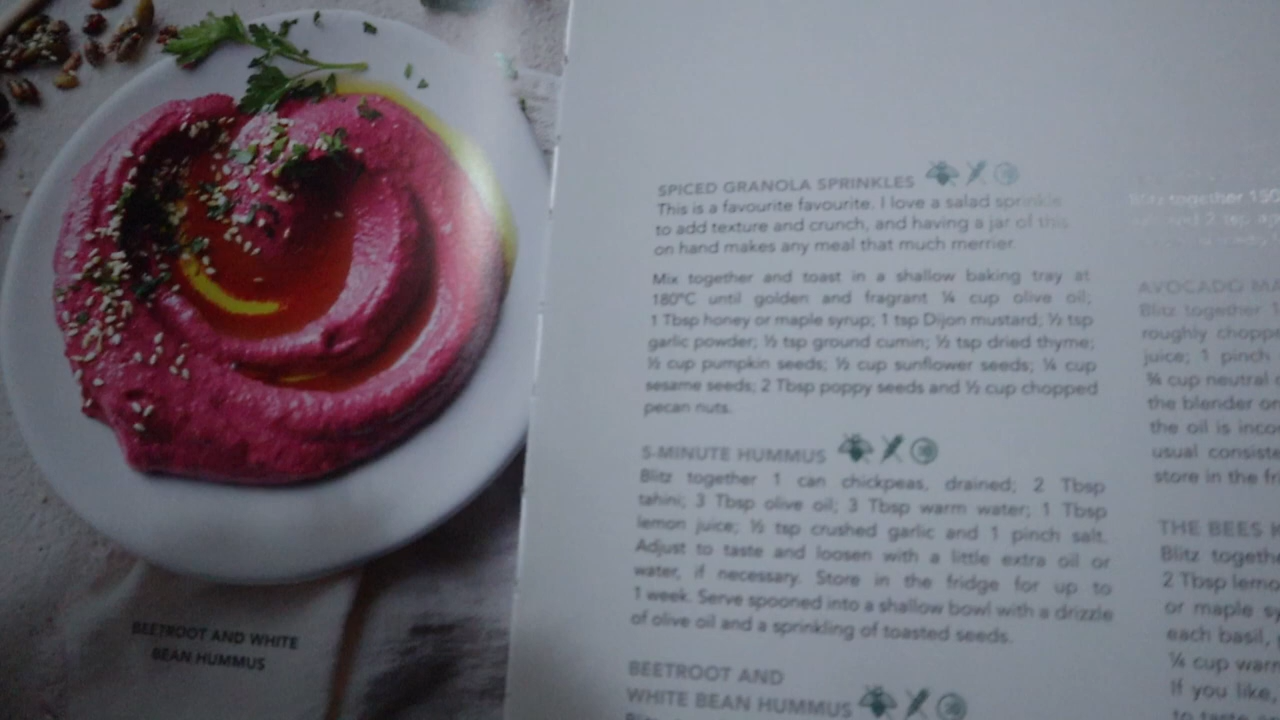 BEETROOT AND WHITE
BEAN HUMMUS
SPICED GRANOLA SPRINKLES
This is a favourite favourite. I love a salad sprinkle
to add texture and crunch, and having a jar of this
on hand makes any meal that much merrier.
Mix together and toast in a shallow baking tray at
180°C until golden and fragrant ¼ cup olive oil;
1 Tbsp honey or maple syrup; 1 tsp Dijon mustard; ½ tsp
garlic powder; ½ tsp ground cumin; ½ tsp dried thyme;
½ cup pumpkin seeds; ½ cup sunflower seeds; ¼ cup
sesame seeds; 2 Tbsp poppy seeds and ½ cup chopped
pecan nuts.
5-MINUTE HUMMUS
Blitz together 1 can chickpeas, drained; 2 Tbsp
tahini; 3 Tbsp olive oil; 3 Tbsp warm water; 1 Tbsp
lemon juice; ½ tsp crushed garlic and 1 pinch salt.
Adjust to taste and loosen with a little extra oil or
water, if necessary. Store in the fridge for up to
1 week. Serve spooned into a shallow bowl with a drizzle
of olive oil and a sprinkling of toasted seeds.
BEETROOT AND
WHITE BEAN HUMMUS
Blitz together
AVOCADO
Blitz together
roughly
juice; 1 pinch
¾ cup neutral
the blender or
the oil is
usual
store in the
THE BEES
Blitz
2 Tbsp
or maple
each basil,
¼ cup
If you like,
to taste